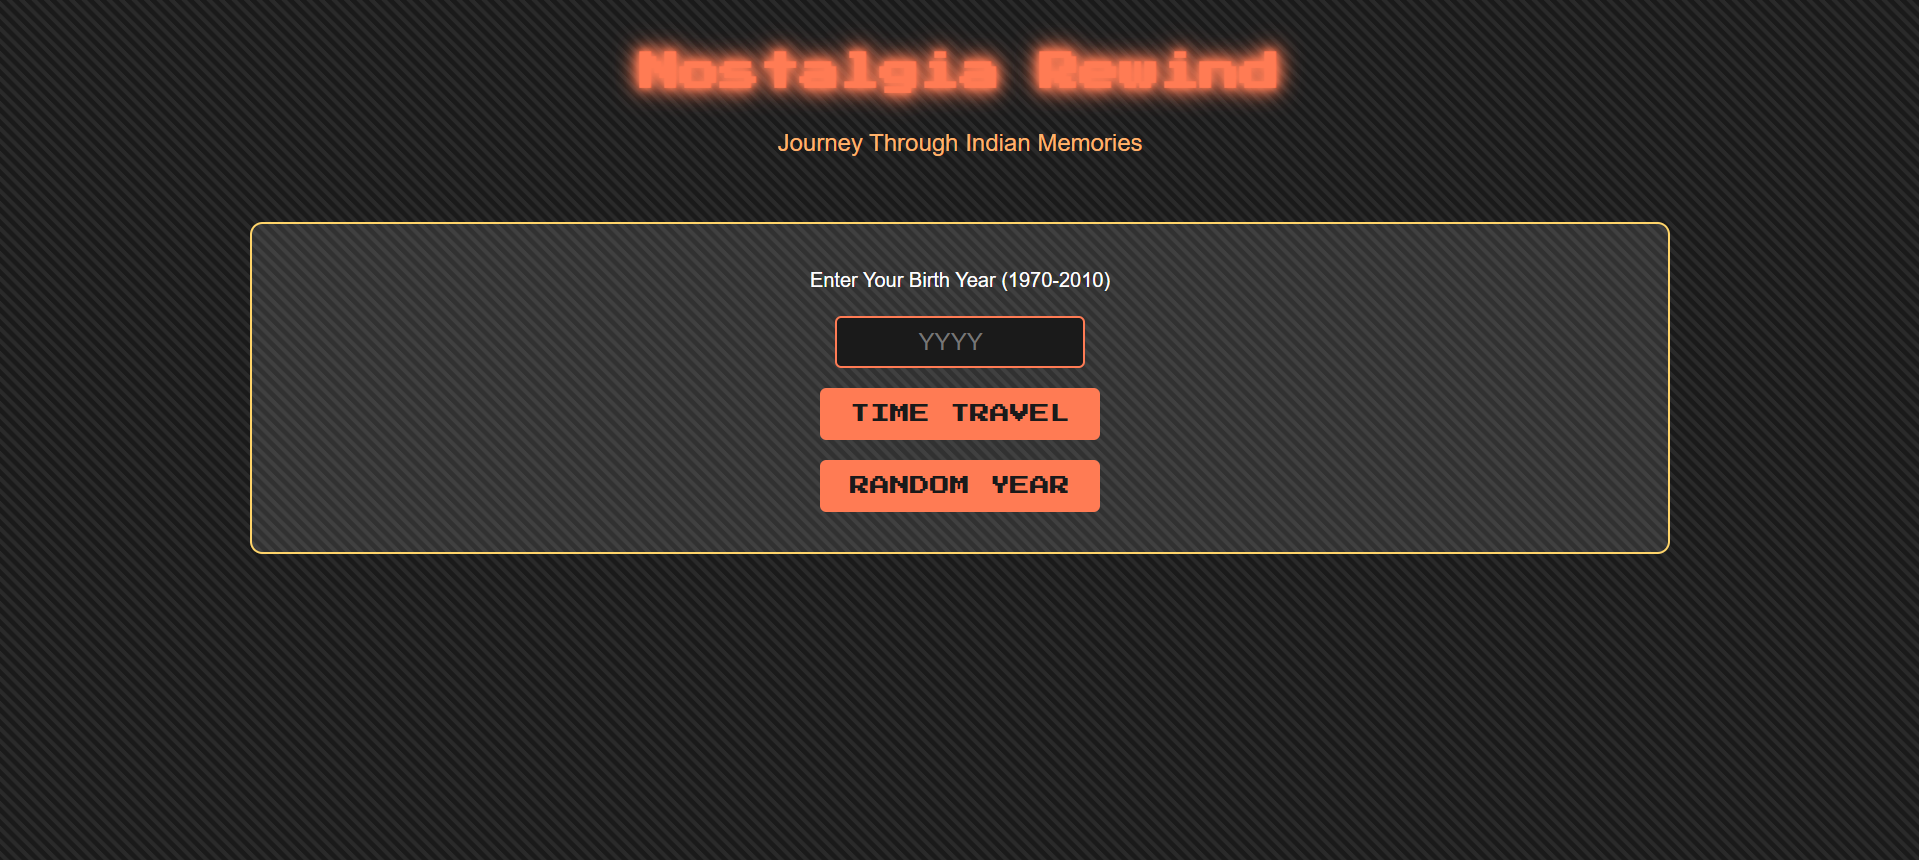 Nostalgia Rewind
Journey Through Indian Memories
Enter Your Birth Year (1970-2010)
YYYY
TIME TRAVEL
RANDOM YEAR